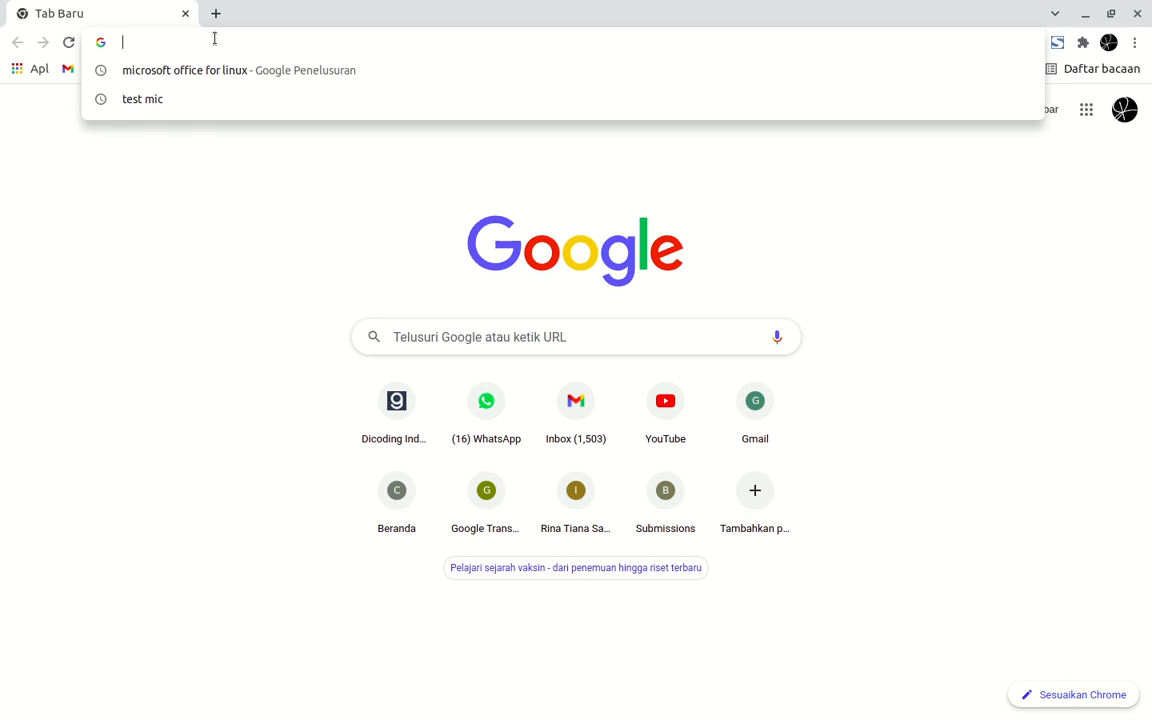 Tab Baru
microsoft office for linux - Google Penelusuran
test mic
Apl
Daftar bacaan
bar
Google
Telusuri Google atau ketik URL
Dicoding Ind...
(16) WhatsApp
Inbox (1,503)
YouTube
G
Gmail
C
Beranda
G
Google Trans...
I
Rina Tiana Sa...
B
Submissions
Tambahkan p...
Pelajari sejarah vaksin - dari penemuan hingga riset terbaru
Sesuaikan Chrome